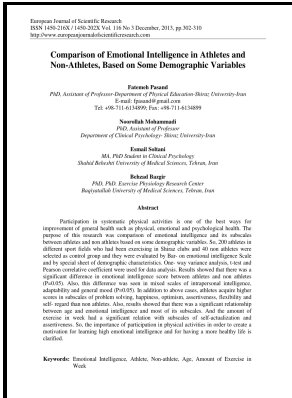 European Journal of Scientific Research
ISSN 1450-216X / 1450-202X Vol. 116 No 3 December, 2013, pp.302-310
http://www.europeanjournalofscientificresearch.com
Comparison of Emotional Intelligence in Athletes and
Non-Athletes, Based on Some Demographic Variables
Fatemeh Pasand
PhD, Assistant of Professor-Department of Physical Education-Shiraz University-Iran
E-mail: fpasand@gmail.com
Tel: +98-711-6134899; Fax: +98-711-6134899
Noorollah Mohammadi
PhD, Assistant of Professor
Department of Clinical Psychology- Shiraz University-Iran
Esmail Soltani
MA, PhD Student in Clinical Psychology
Shahid Beheshti University of Medical Sciences, Tehran, Iran
Behzad Bazgir
PhD, PhD. Exercise Physiology Research Center
Baqiyatallah University of Medical Sciences, Tehran, Iran
Abstract
Participation in systematic physical activities is one of the best ways for
improvement of general health such as physical, emotional and psychological health. The
purpose of this research was comparison of emotional intelligence and its subscales
between athletes and non athletes based on some demographic variables. So, 200 athletes in
different sport fields who had been exercising in Shiraz clubs and 40 non athletes were
selected as control group and they were evaluated by Bar- on emotional intelligence Scale
and by special sheet of demographic characteristics. One- way variance analysis, t-test and
Pearson correlation coefficient were used for data analysis. Results showed that there was a
significant difference in emotional intelligence score between athletes and non athletes
(P≤0.05). Also, this difference was seen in mixed scales of intrapersonal intelligence,
adaptability and general mood (P≤0.05). In addition to above cases, athletes acquire higher
scores in subscales of problem solving, happiness, optimism, assertiveness, flexibility and
self- regard than non athletes. Also, results showed that there was a significant relationship
between age and emotional intelligence and most of its subscales. And the amount of
exercise in week had a significant relation with subscales of self-actualization and
assertiveness. So, the importance of participation in physical activities in order to create a
motivation for learning high emotional intelligence and for having a more healthy life is
clarified.
Keywords: Emotional Intelligence, Athlete, Non-athlete, Age, Amount of Exercise in
Week